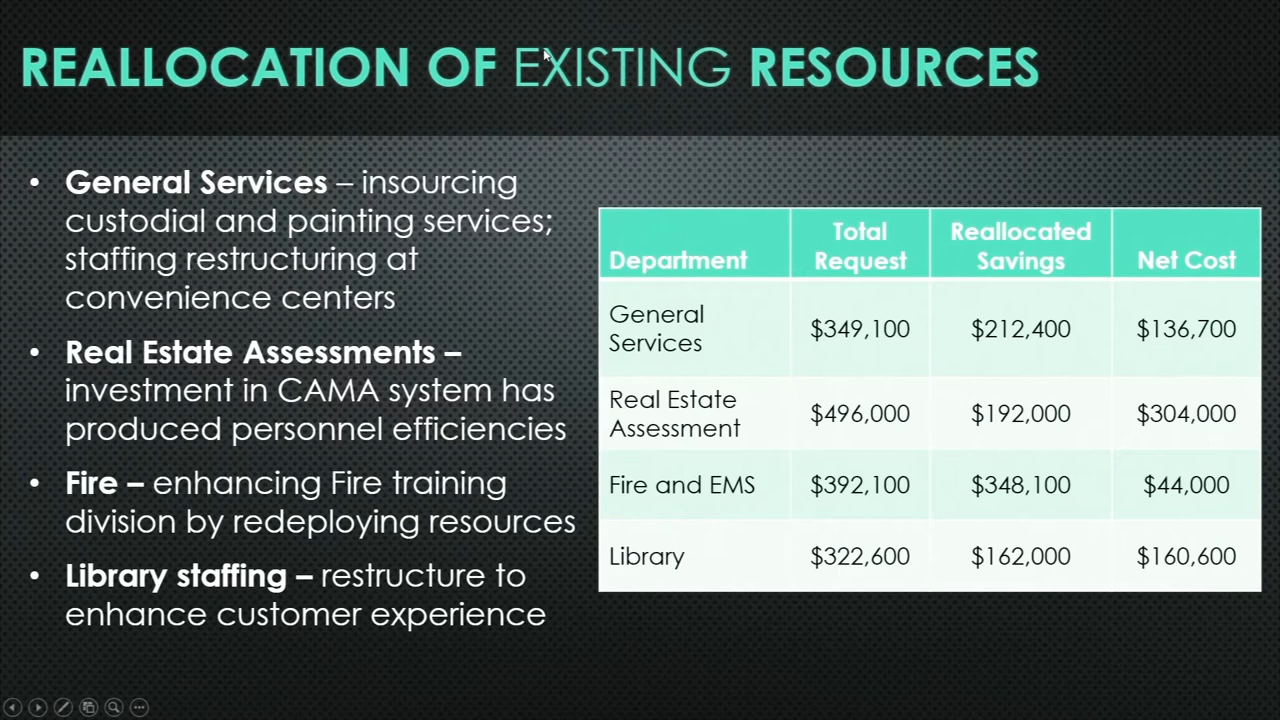 REALLOCATION OF EXISTING RESOURCES
• General Services – insourcing
custodial and painting services;
staffing restructuring at
convenience centers
• Real Estate Assessments –
investment in CAMA system has
produced personnel efficiencies
• Fire – enhancing Fire training
division by redeploying resources
• Library staffing – restructure to
enhance customer experience
Department Total Request Reallocated Savings Net Cost
General Services $349,100 $212,400 $136,700
Real Estate Assessment $496,000 $192,000 $304,000
Fire and EMS $392,100 $348,100 $44,000
Library $322,600 $162,000 $160,600